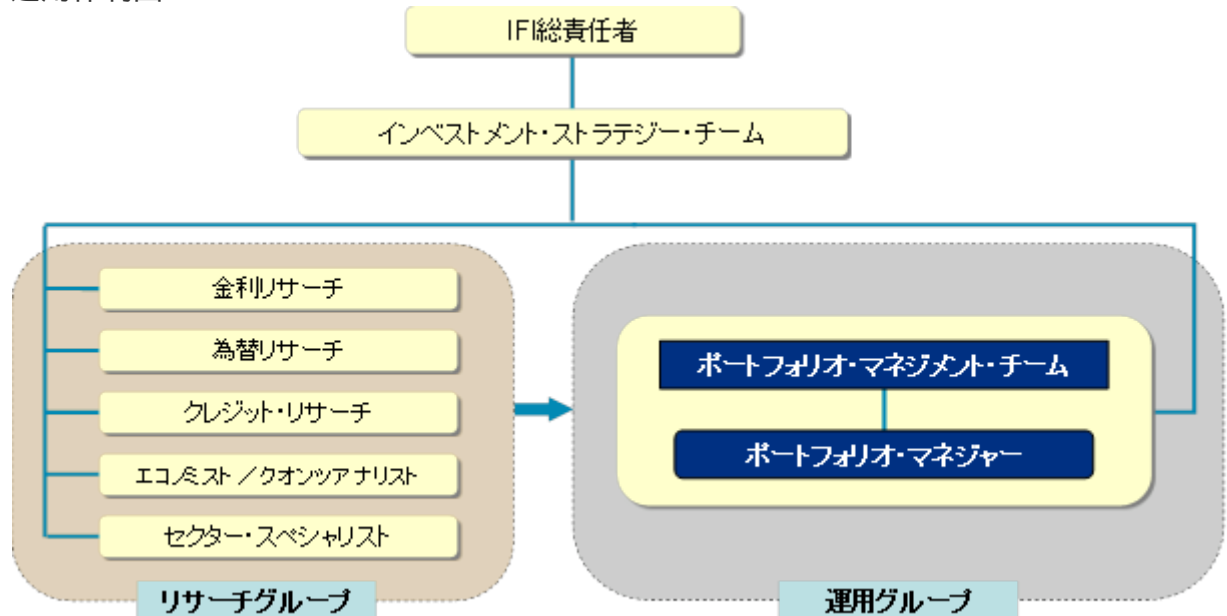 IFI総責任者
インベストメント・ストラテジー・チーム
金利リサーチ
為替リサーチ
クレジット・リサーチ
エコノミスト／クオンツアナリスト
セクター・スペシャリスト
リサーチグループ
ポートフォリオ・マネジメント・チーム
ポートフォリオ・マネジャー
運用グループ